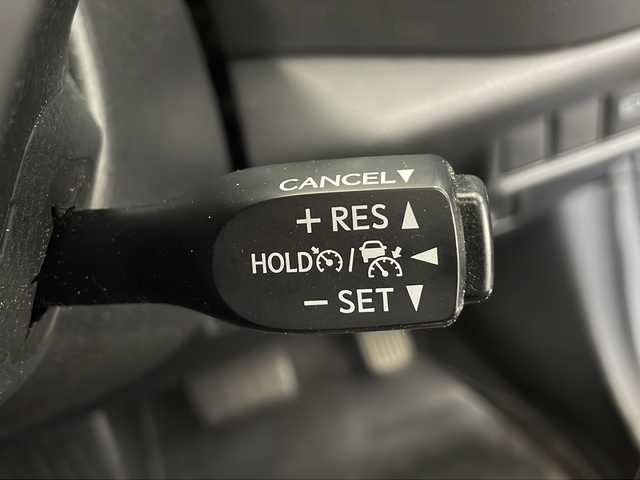 CANCEL▼
+ RES ▲
HOLD / ◀
− SET ▼